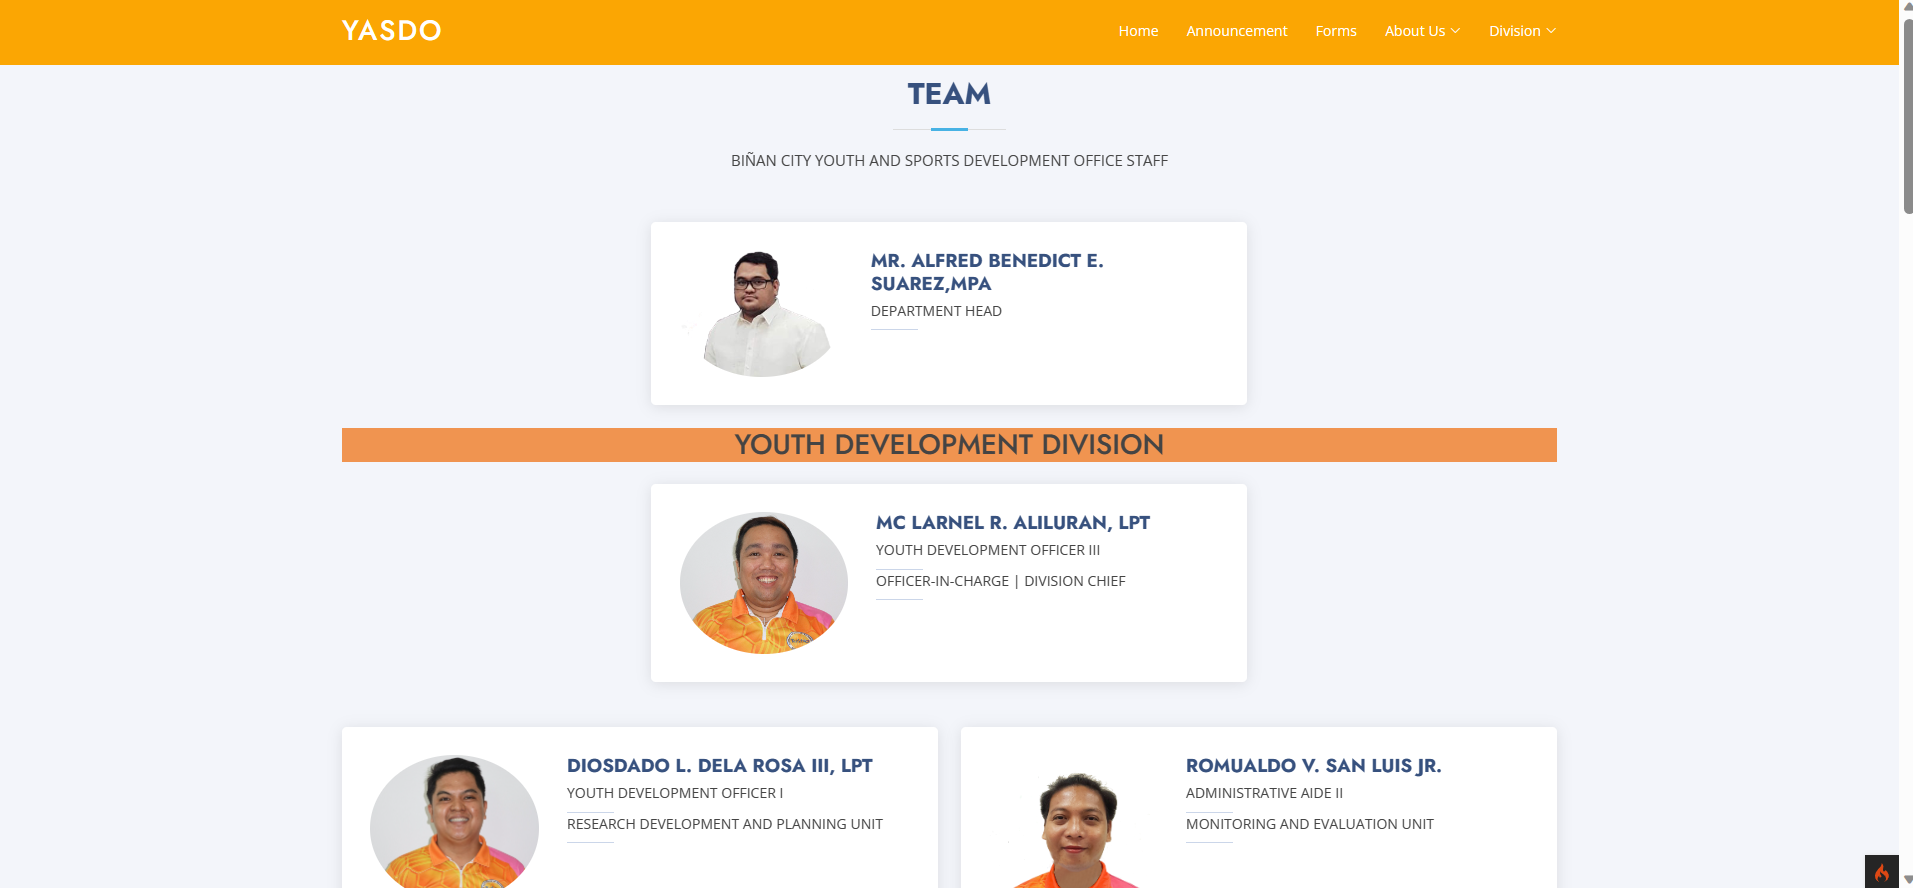 YASDO
Home Announcement Forms About Us Division
TEAM
BIÑAN CITY YOUTH AND SPORTS DEVELOPMENT OFFICE STAFF
MR. ALFRED BENEDICT E.
SUAREZ,MPA
DEPARTMENT HEAD
YOUTH DEVELOPMENT DIVISION
MC LARNEL R. ALILURAN, LPT
YOUTH DEVELOPMENT OFFICER III
OFFICER-IN-CHARGE | DIVISION CHIEF
DIOSDADO L. DELA ROSA III, LPT
YOUTH DEVELOPMENT OFFICER I
RESEARCH DEVELOPMENT AND PLANNING UNIT
ROMUALDO V. SAN LUIS JR.
ADMINISTRATIVE AIDE II
MONITORING AND EVALUATION UNIT